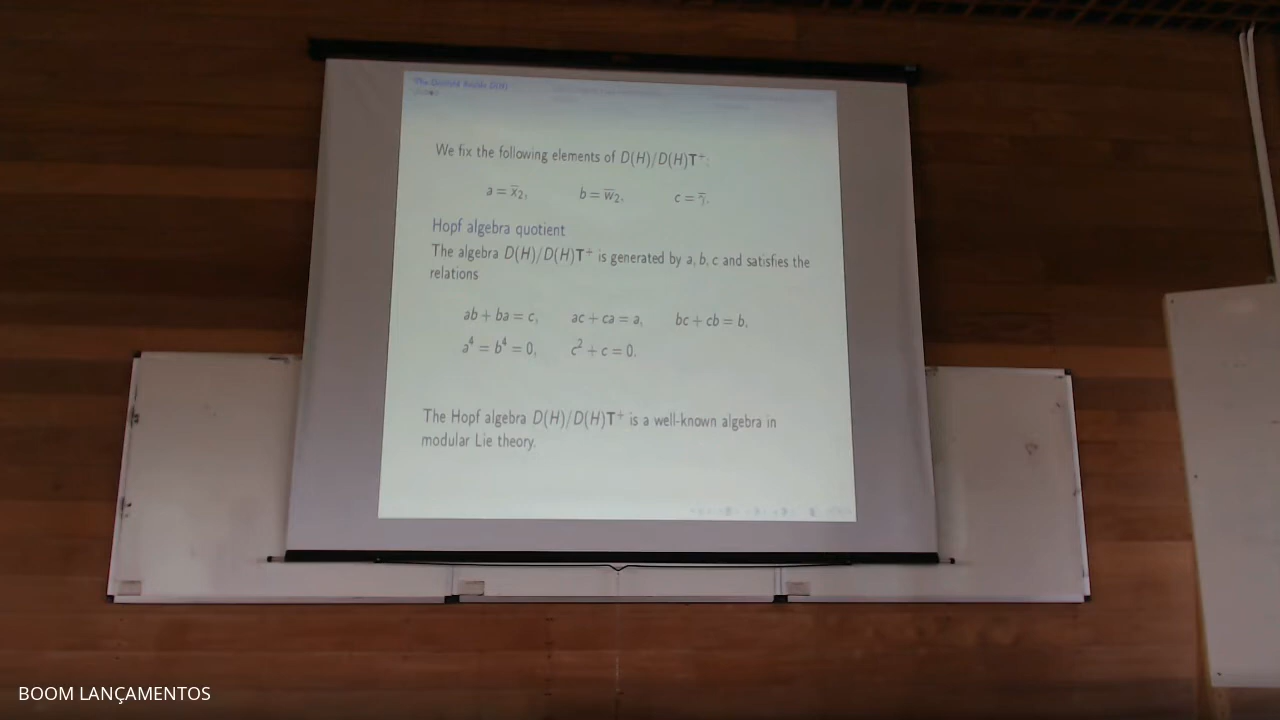 We fix the following elements of D(H)/D(H)T⁺:
a = x̅₂, b = w̅₂, c = γ̅.
Hopf algebra quotient
The algebra D(H)/D(H)T⁺ is generated by a, b, c and satisfies the
relations
ab + ba = c, ac + ca = a, bc + cb = b,
a⁴ = b⁴ = 0, c² + c = 0.
The Hopf algebra D(H)/D(H)T⁺ is a well-known algebra in
modular Lie theory.
BOOM LANÇAMENTOS